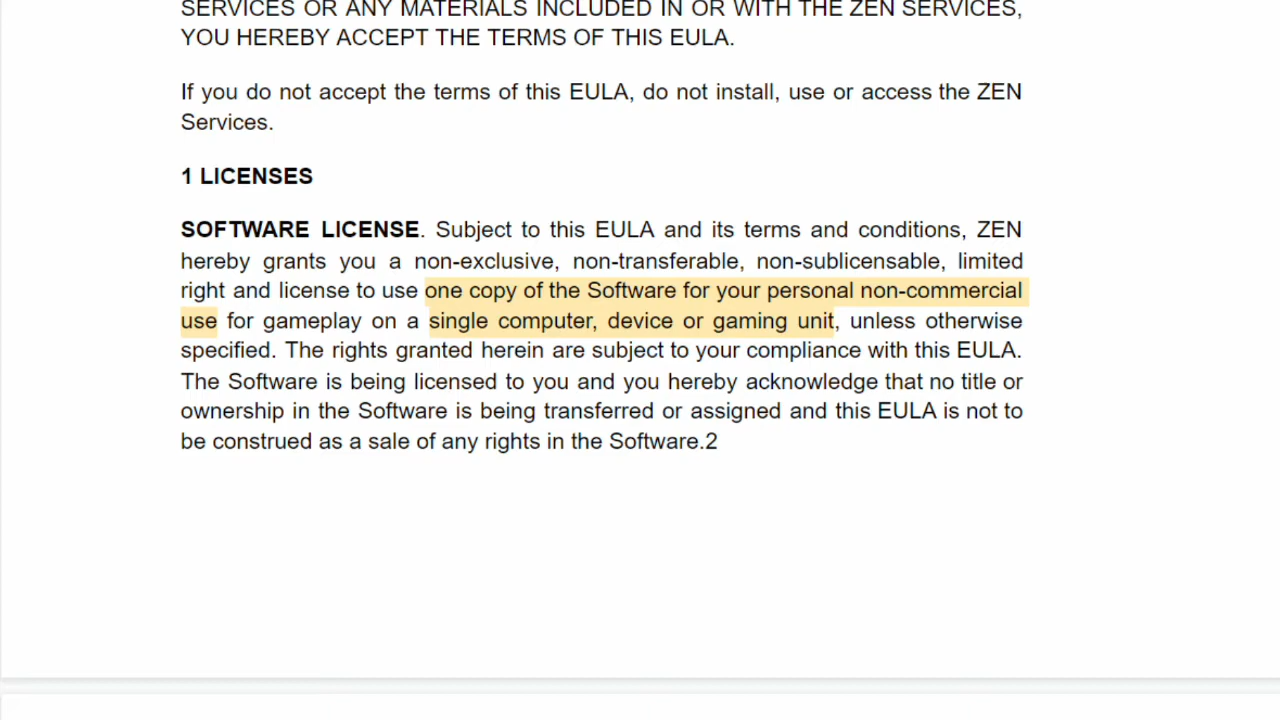 SERVICES OR ANY MATERIALS INCLUDED IN OR WITH THE ZEN SERVICES,
YOU HEREBY ACCEPT THE TERMS OF THIS EULA.
If you do not accept the terms of this EULA, do not install, use or access the ZEN
Services.
1 LICENSES
SOFTWARE LICENSE. Subject to this EULA and its terms and conditions, ZEN
hereby grants you a non-exclusive, non-transferable, non-sublicensable, limited
right and license to use one copy of the Software for your personal non-commercial
use for gameplay on a single computer, device or gaming unit, unless otherwise
specified. The rights granted herein are subject to your compliance with this EULA.
The Software is being licensed to you and you hereby acknowledge that no title or
ownership in the Software is being transferred or assigned and this EULA is not to
be construed as a sale of any rights in the Software.2